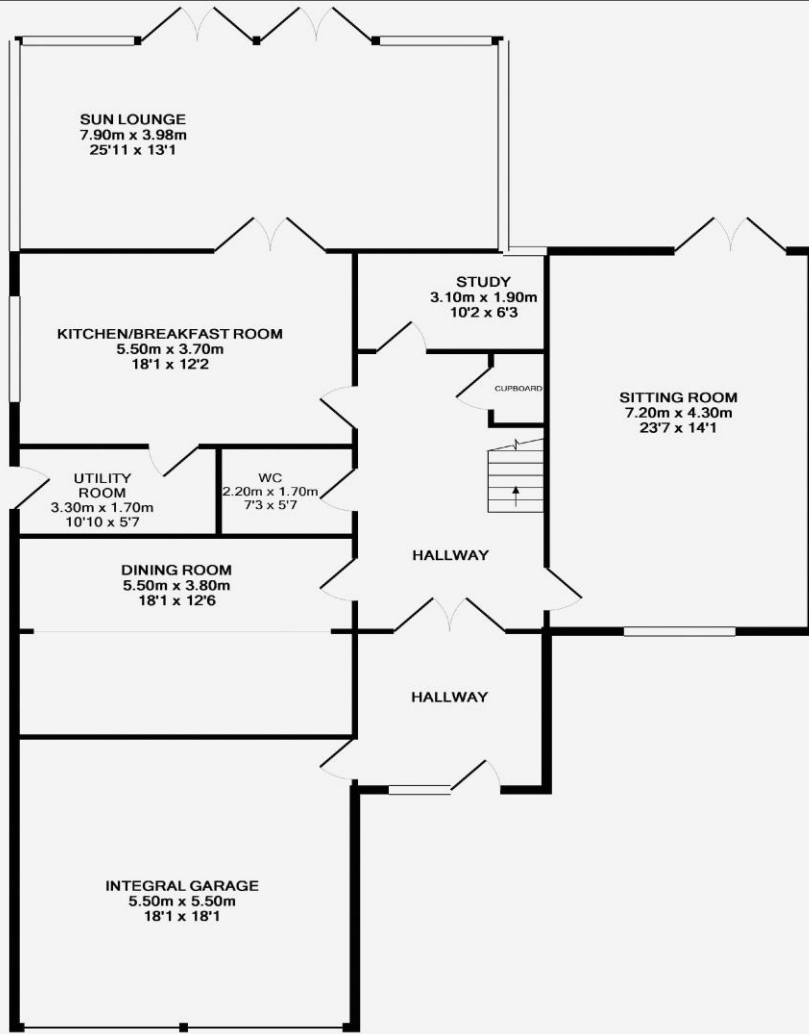 SUN LOUNGE
7.90m x 3.98m
25'11 x 13'1
STUDY
3.10m x 1.90m
10'2 x 6'3
KITCHEN/BREAKFAST ROOM
5.50m x 3.70m
18'1 x 12'2
CUPBOARD
SITTING ROOM
7.20m x 4.30m
23'7 x 14'1
UTILITY
ROOM
3.30m x 1.70m
10'10 x 5'7
WC
2.20m x 1.70m
7'3 x 5'7
HALLWAY
DINING ROOM
5.50m x 3.80m
18'1 x 12'6
HALLWAY
INTEGRAL GARAGE
5.50m x 5.50m
18'1 x 18'1